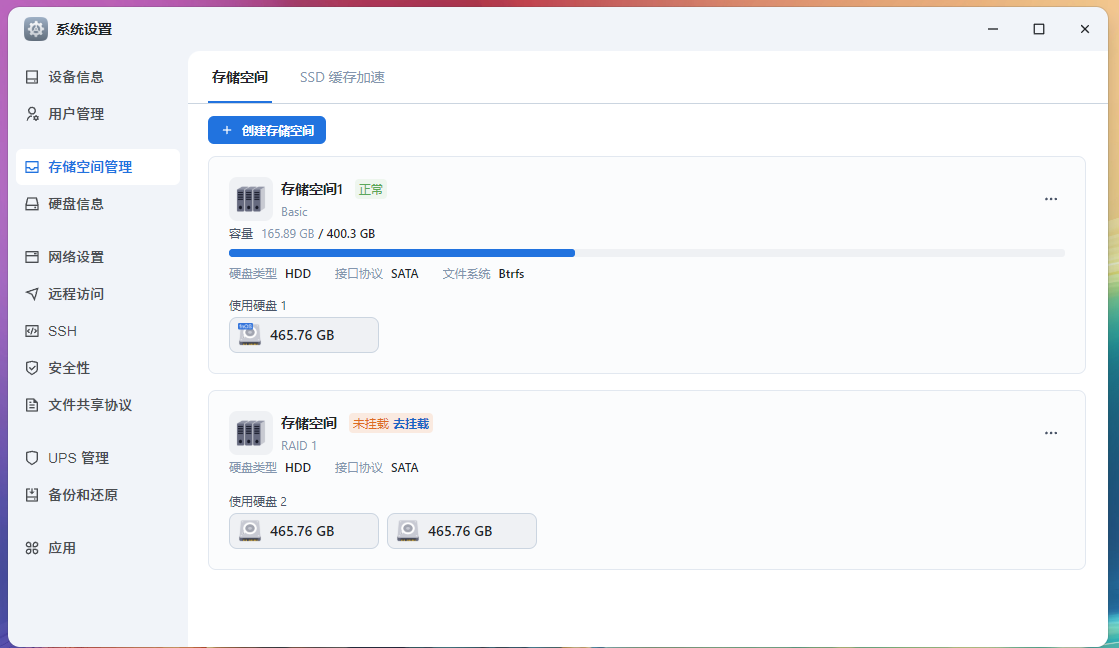 系统设置
设备信息
用户管理
存储空间管理
硬盘信息
网络设置
远程访问
SSH
安全性
文件共享协议
UPS 管理
备份和还原
应用
存储空间 SSD 缓存加速
+ 创建存储空间
存储空间1 正常
Basic
容量 165.89 GB / 400.3 GB
硬盘类型 HDD 接口协议 SATA 文件系统 Btrfs
使用硬盘 1
465.76 GB
存储空间 未挂载 去挂载
RAID 1
硬盘类型 HDD 接口协议 SATA
使用硬盘 2
465.76 GB 465.76 GB